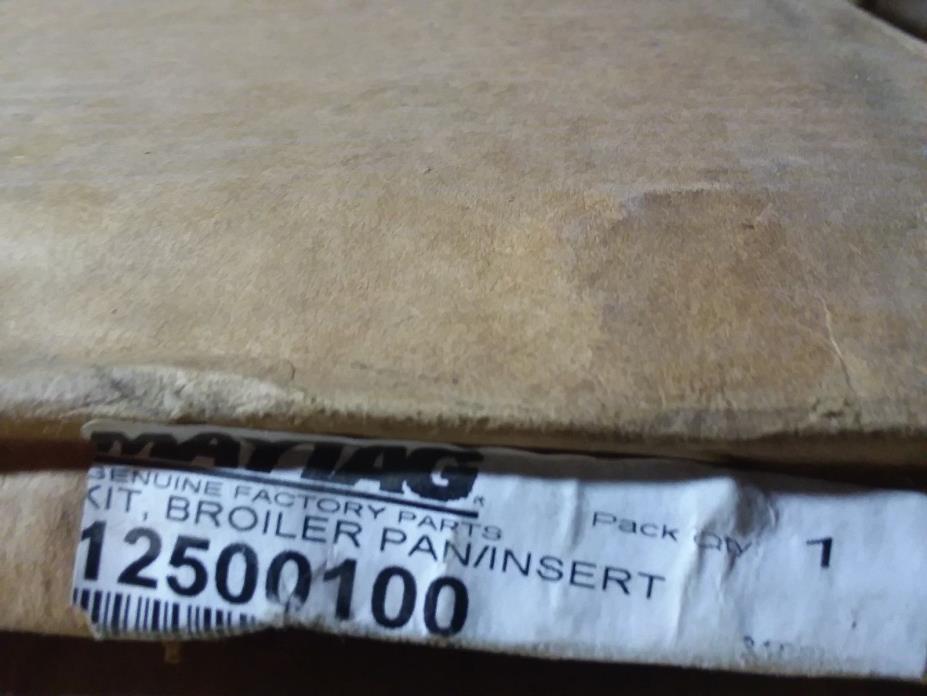 MAYTAG
GENUINE FACTORY PARTS
KIT, BROILER PAN/INSERT
12500100
Pack Qty 1